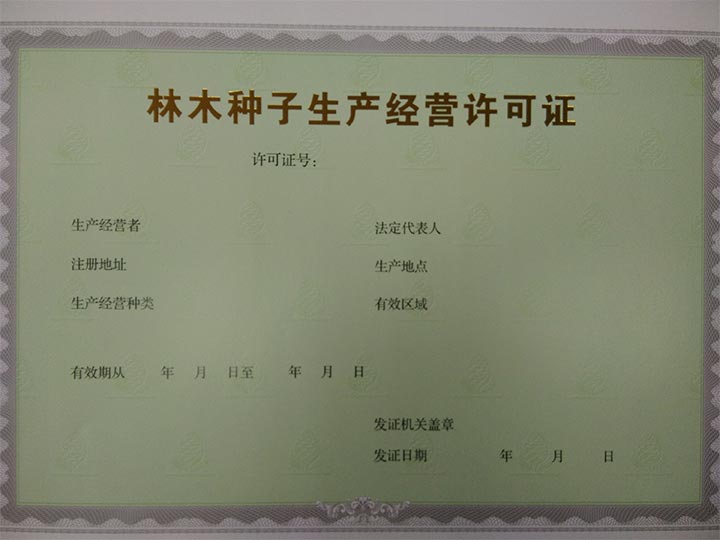 林木种子生产经营许可证
许可证号：
生产经营者 法定代表人
注册地址 生产地点
生产经营种类 有效区域
有效期从 年 月 日至 年 月 日
发证机关盖章
发证日期 年 月 日